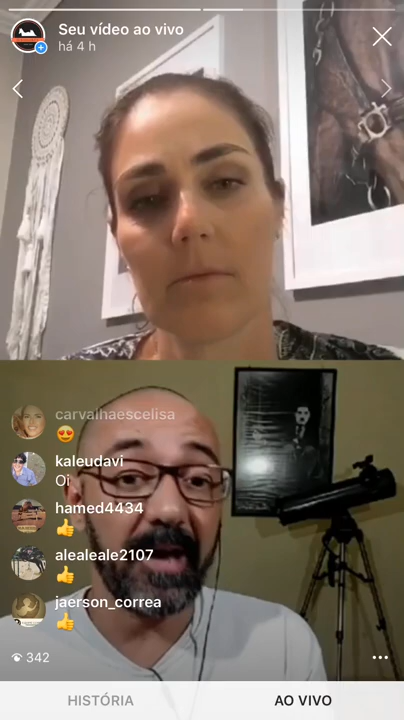 Seu vídeo ao vivo
há 4 h
carvalhaescelisa
😍
kaleudavi
Oi
hamed4434
👍
alealeale2107
👍
jaerson_correa
👍
342
HISTÓRIA
AO VIVO